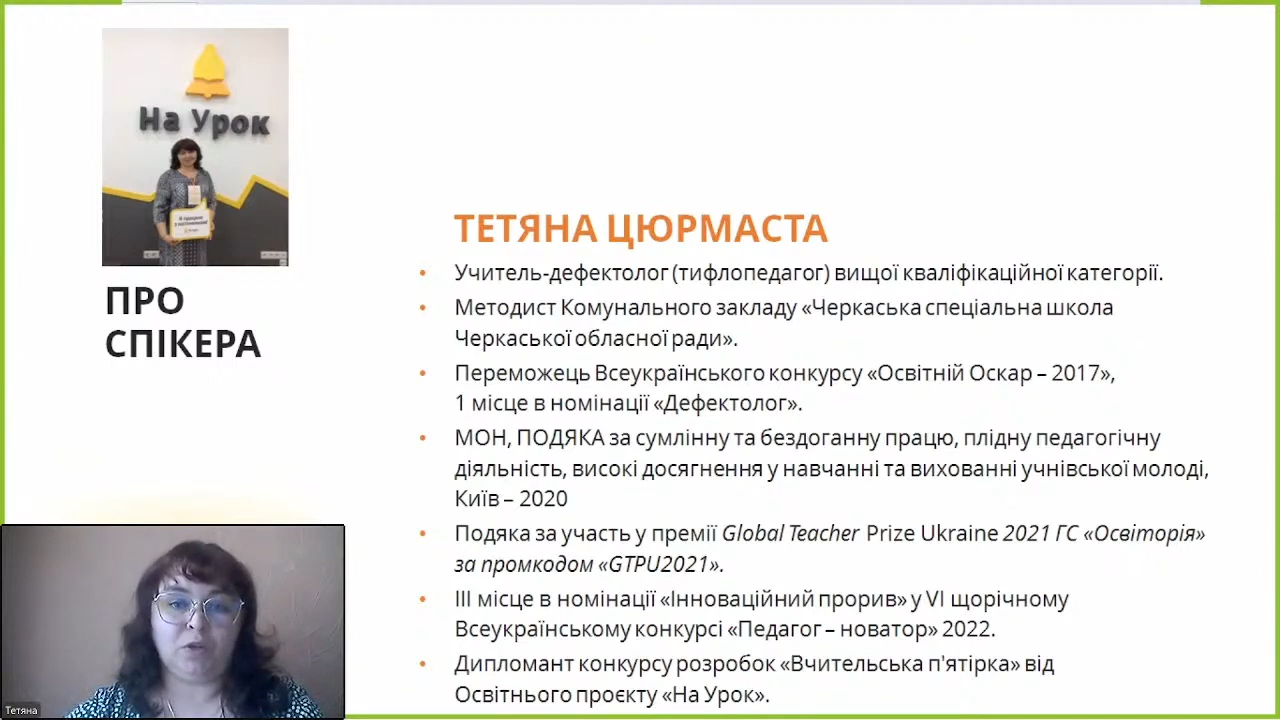 На Урок
ПРО
СПІКЕРА
ТЕТЯНА ЦЮРМАСТА
• Учитель-дефектолог (тифлопедагог) вищої кваліфікаційної категорії.
• Методист Комунального закладу «Черкаська спеціальна школа
Черкаської обласної ради».
• Переможець Всеукраїнського конкурсу «Освітній Оскар – 2017»,
1 місце в номінації «Дефектолог».
• МОН, ПОДЯКА за сумлінну та бездоганну працю, плідну педагогічну
діяльність, високі досягнення у навчанні та вихованні учнівської молоді,
Київ – 2020
• Подяка за участь у премії Global Teacher Prize Ukraine 2021 ГС «Освіторія»
за промкодом «GTPU2021».
• ІІІ місце в номінації «Інноваційний прорив» у VI щорічному
Всеукраїнському конкурсі «Педагог – новатор» 2022.
• Дипломант конкурсу розробок «Вчительська п'ятірка» від
Освітнього проєкту «На Урок».
Тетяна